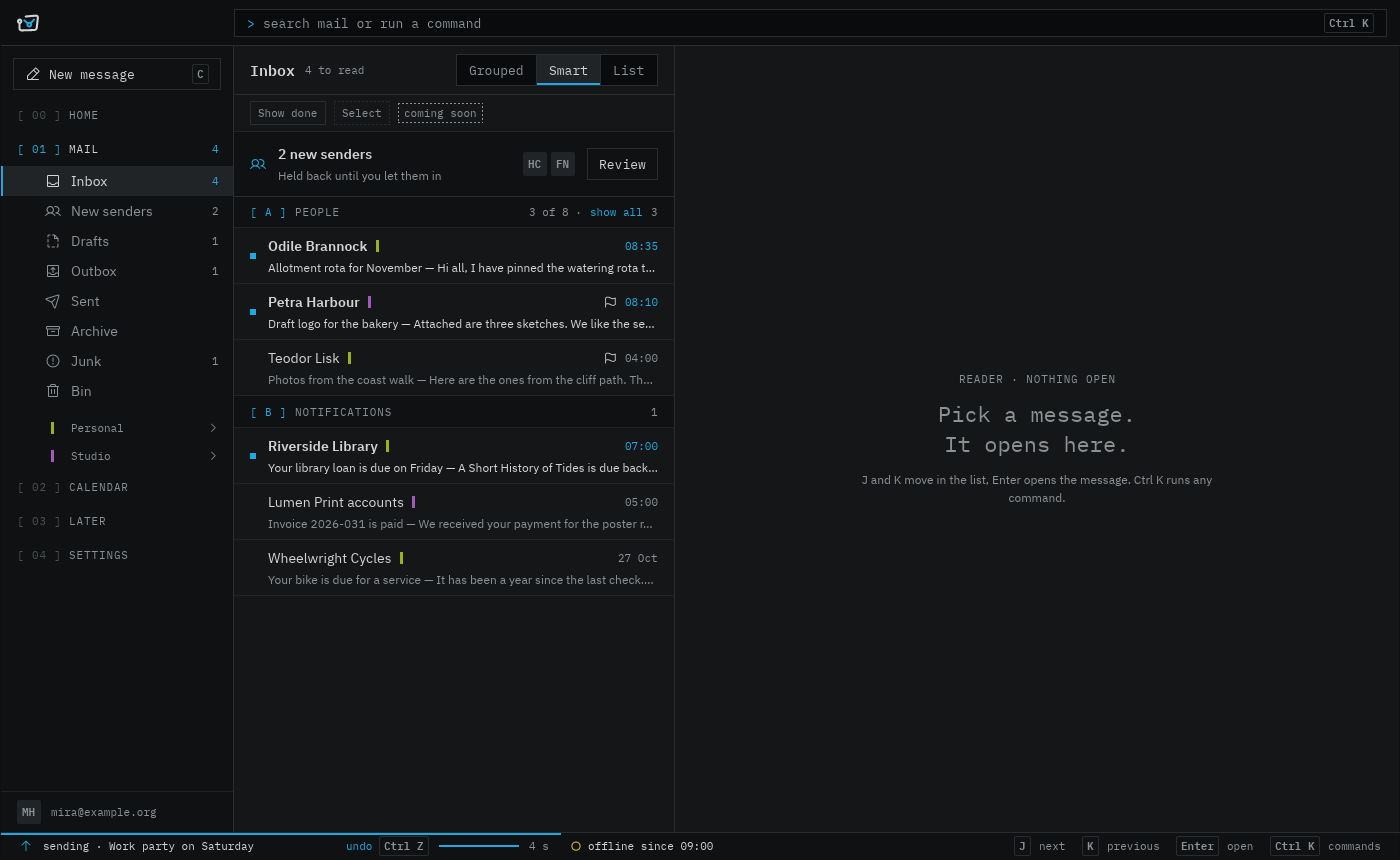 > search mail or run a command Ctrl K
New message C
[ 00 ] HOME
[ 01 ] MAIL 4
Inbox 4
New senders 2
Drafts 1
Outbox 1
Sent
Archive
Junk 1
Bin
Personal
Studio
[ 02 ] CALENDAR
[ 03 ] LATER
[ 04 ] SETTINGS
MH mira@example.org
Inbox 4 to read Grouped Smart List
Show done Select coming soon
2 new senders
Held back until you let them in
HC FN Review
[ A ] PEOPLE 3 of 8 · show all 3
Odile Brannock 08:35
Allotment rota for November — Hi all, I have pinned the watering rota t…
Petra Harbour 08:10
Draft logo for the bakery — Attached are three sketches. We like the se…
Teodor Lisk 04:00
Photos from the coast walk — Here are the ones from the cliff path. Th…
[ B ] NOTIFICATIONS 1
Riverside Library 07:00
Your library loan is due on Friday — A Short History of Tides is due back…
Lumen Print accounts 05:00
Invoice 2026-031 is paid — We received your payment for the poster r…
Wheelwright Cycles 27 Oct
Your bike is due for a service — It has been a year since the last check.…
READER · NOTHING OPEN
Pick a message.
It opens here.
J and K move in the list, Enter opens the message. Ctrl K runs any
command.
sending · Work party on Saturday undo Ctrl Z 4 s offline since 09:00 J next K previous Enter open Ctrl K commands